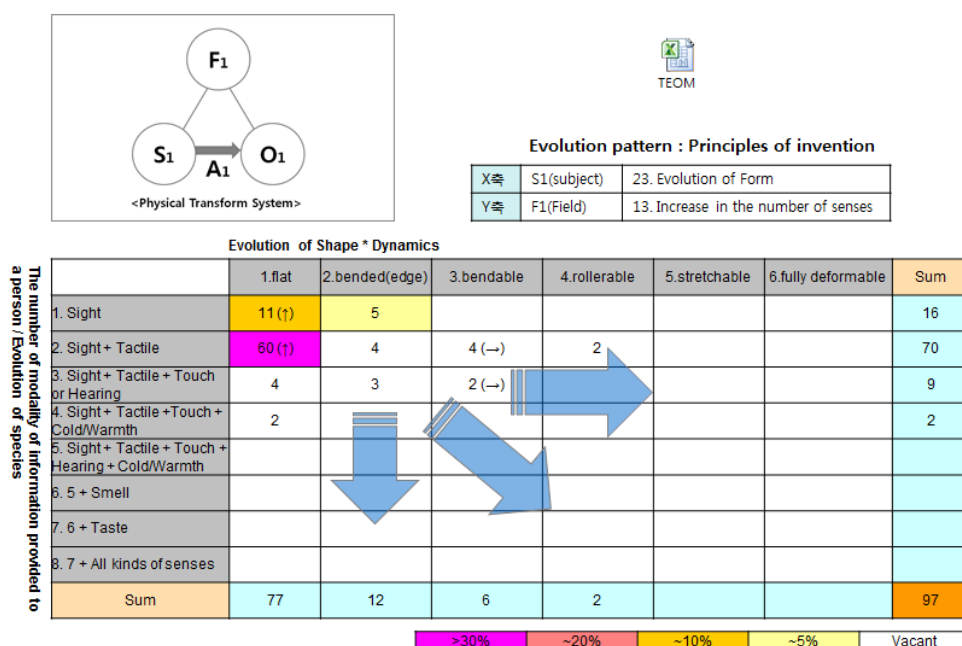 F1
S1
A1
O1
<Physical Transform System>
TEOM
Evolution pattern : Principles of invention
X축 S1(subject) 23. Evolution of Form
Y축 F1(Field) 13. Increase in the number of senses
Evolution of Shape * Dynamics
The number of modality of information provided to
a person / Evolution of species
1.flat 2.bended(edge) 3.bendable 4.rollerable 5.stretchable 6.fully deformable Sum
1. Sight 11(↑) 5 16
2. Sight + Tactile 60(↑) 4 4(→) 2 70
3. Sight + Tactile + Touch
or Hearing 4 3 2(→) 9
4. Sight + Tactile +Touch +
Cold/Warmth 2 2
5. Sight + Tactile + Touch +
Hearing + Cold/Warmth
6. 5 + Smell
7. 6 + Taste
8. 7 + All kinds of senses
Sum 77 12 6 2 97
>30% ~20% ~10% ~5% Vacant